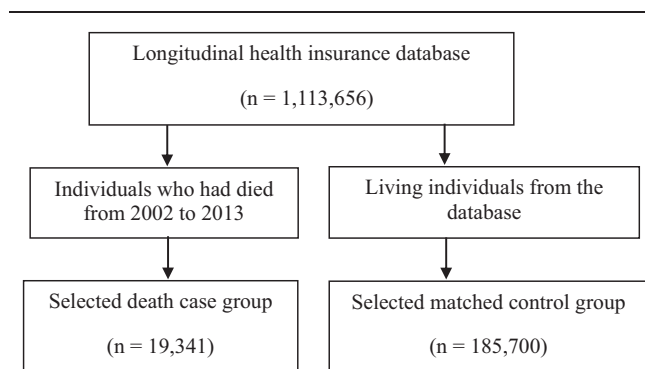 Longitudinal health insurance database
(n = 1,113,656)
Individuals who had died
from 2002 to 2013
Living individuals from the
database
Selected death case group
(n = 19,341)
Selected matched control group
(n = 185,700)